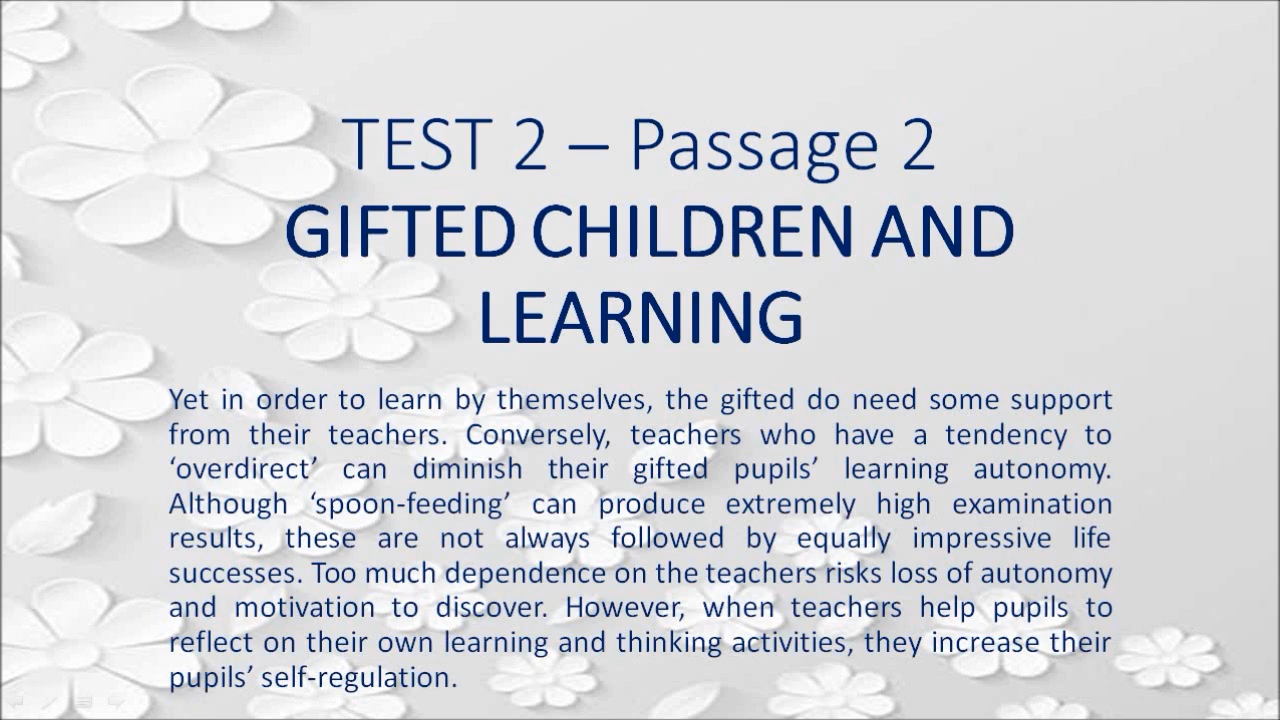 TEST 2 – Passage 2
GIFTED CHILDREN AND
LEARNING
Yet in order to learn by themselves, the gifted do need some support
from their teachers. Conversely, teachers who have a tendency to
‘overdirect’ can diminish their gifted pupils’ learning autonomy.
Although ‘spoon-feeding’ can produce extremely high examination
results, these are not always followed by equally impressive life
successes. Too much dependence on the teachers risks loss of autonomy
and motivation to discover. However, when teachers help pupils to
reflect on their own learning and thinking activities, they increase their
pupils’ self-regulation.